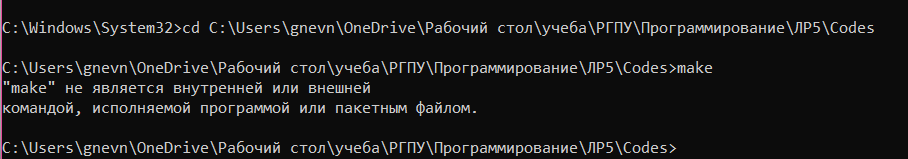 C:\Windows\System32>cd C:\Users\gnevn\OneDrive\Рабочий стол\учеба\РГПУ\Программирование\ЛР5\Codes
C:\Users\gnevn\OneDrive\Рабочий стол\учеба\РГПУ\Программирование\ЛР5\Codes>make
"make" не является внутренней или внешней
командой, исполняемой программой или пакетным файлом.
C:\Users\gnevn\OneDrive\Рабочий стол\учеба\РГПУ\Программирование\ЛР5\Codes>